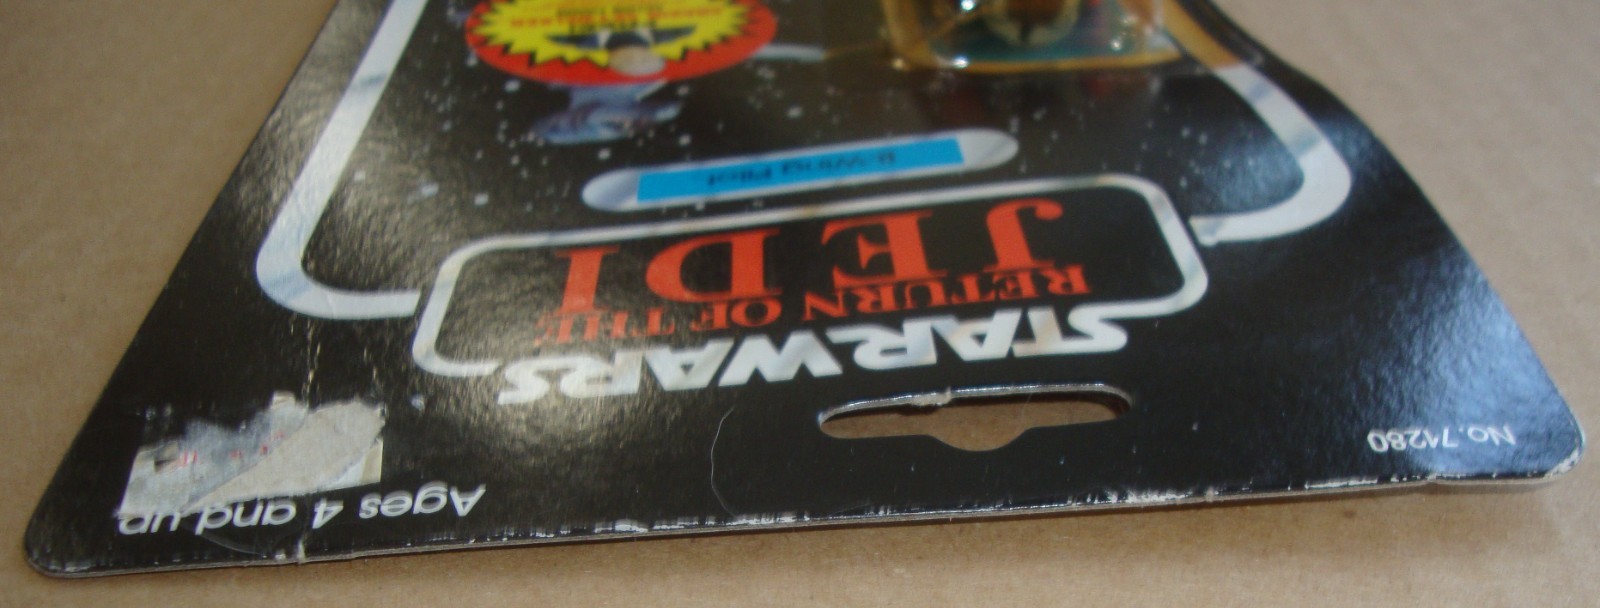 No. 71280
Ages 4 and up
STAR WARS
RETURN OF THE
JEDI
B-Wing Pilot